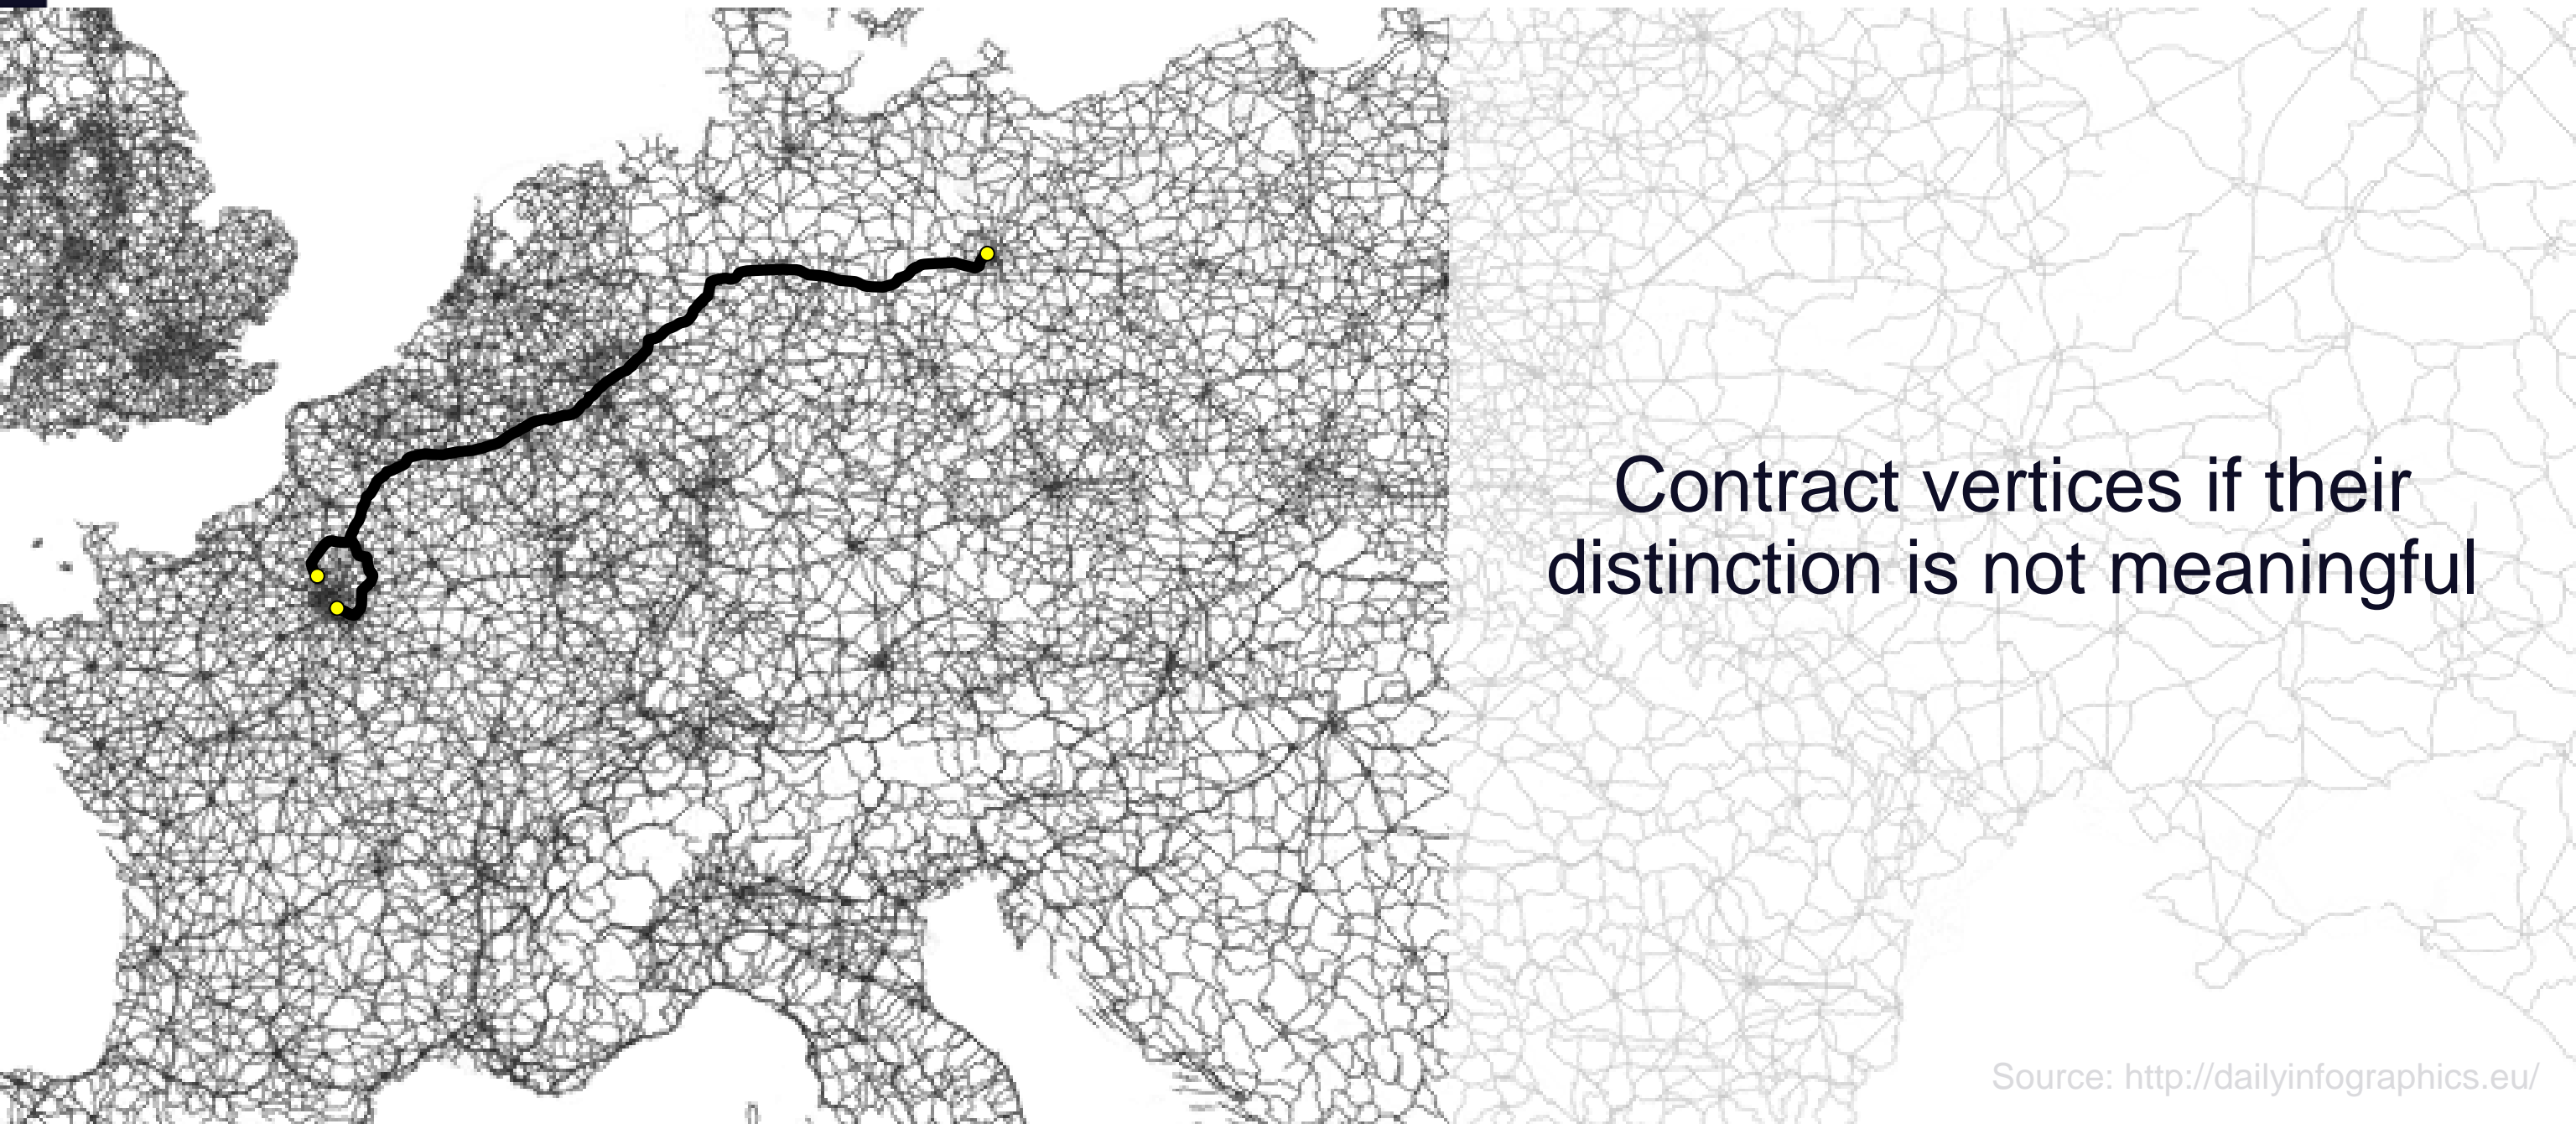 Contract vertices if their
distinction is not meaningful
Source: http://dailyinfographics.eu/